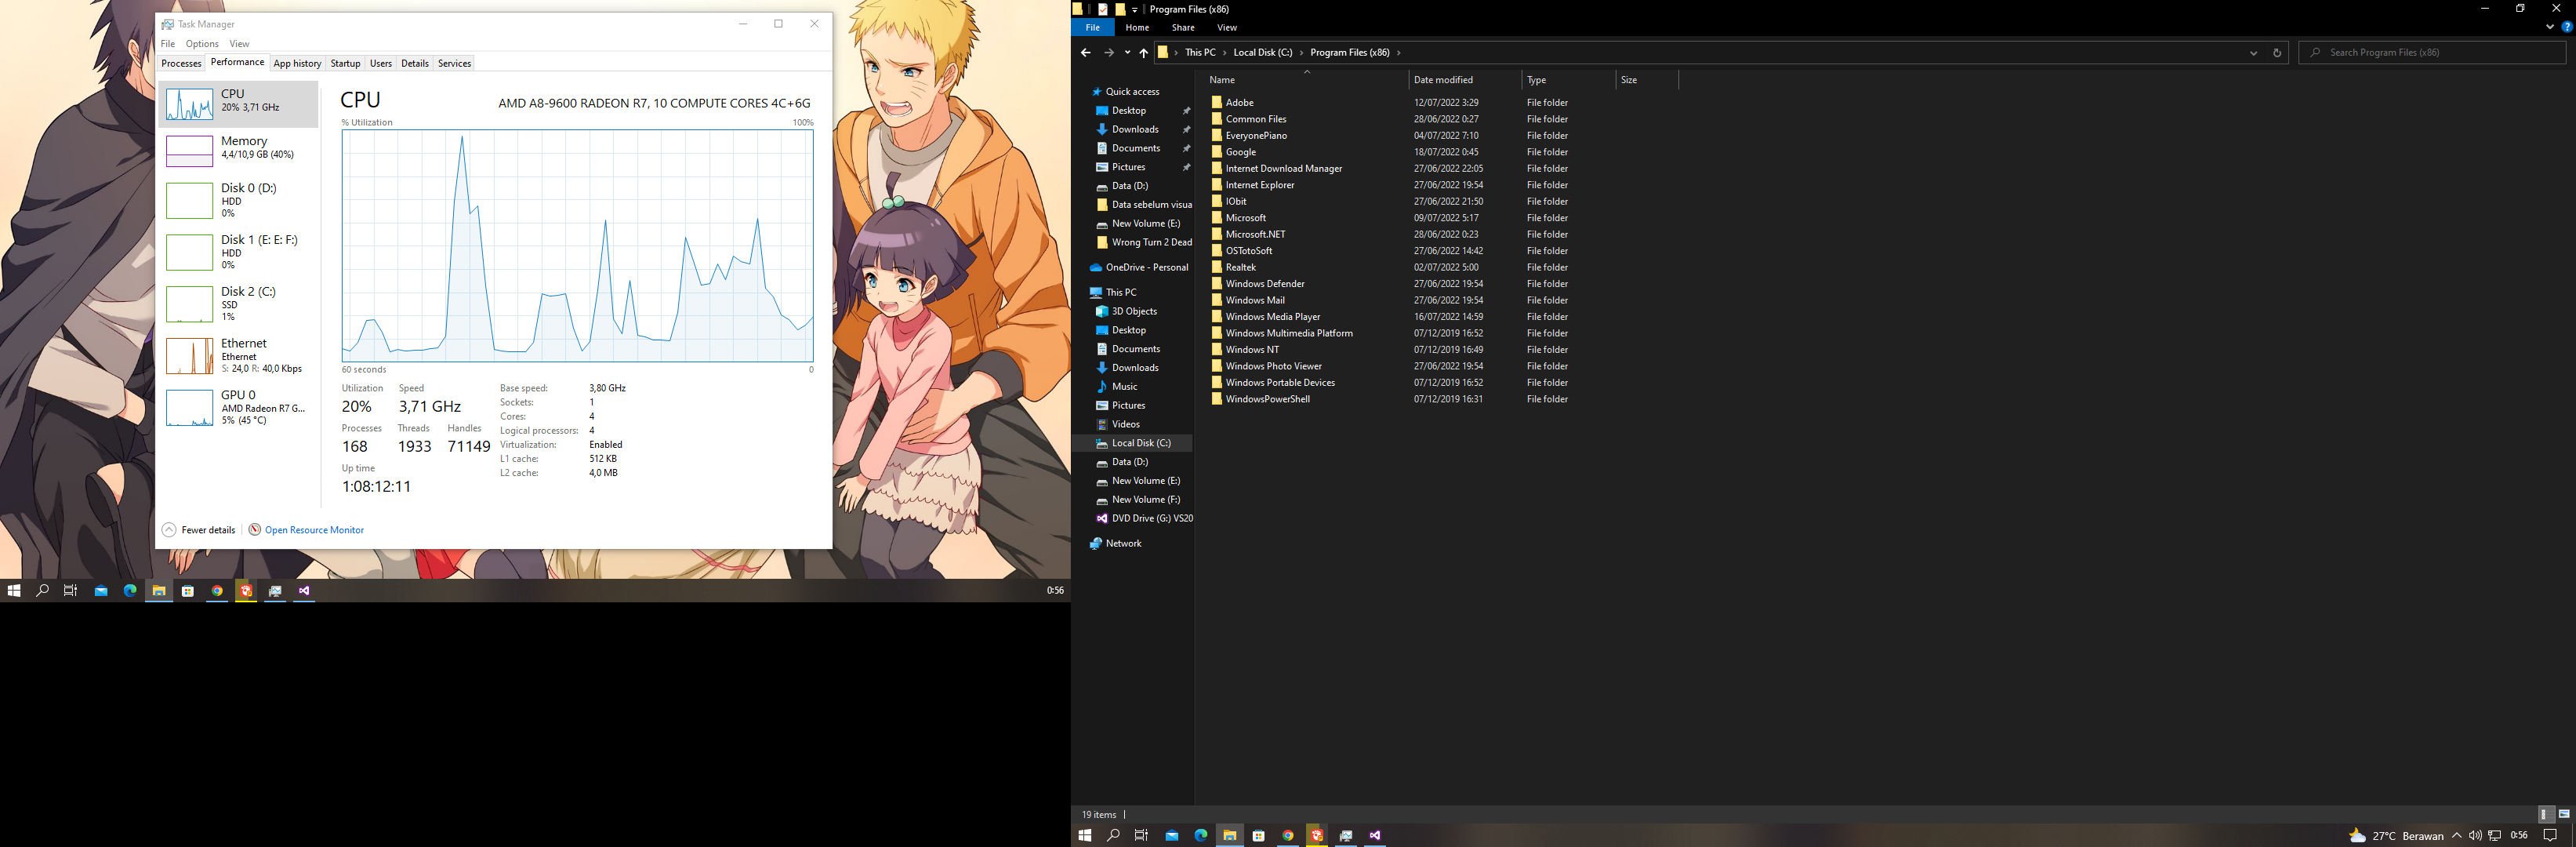 Task Manager
File Options View
Processes Performance App history Startup Users Details Services
CPU
20% 3,71 GHz
Memory
4,4/10,9 GB (40%)
Disk 0 (D:)
HDD
0%
Disk 1 (E: E: F:)
HDD
0%
Disk 2 (C:)
SSD
1%
Ethernet
Ethernet
S: 24,0 R: 40,0 Kbps
GPU 0
AMD Radeon R7 G...
5% (45 °C)
CPU AMD A8-9600 RADEON R7, 10 COMPUTE CORES 4C+6G
% Utilization 100%
60 seconds 0
Utilization Speed
20% 3,71 GHz
Processes Threads Handles
168 1933 71149
Up time
1:08:12:11
Base speed: 3,80 GHz
Sockets: 1
Cores: 4
Logical processors: 4
Virtualization: Enabled
L1 cache: 512 KB
L2 cache: 4,0 MB
Fewer details Open Resource Monitor
0:56
Program Files (x86)
File Home Share View
This PC Local Disk (C:) Program Files (x86)
Search Program Files (x86)
Quick access
Desktop
Downloads
Documents
Pictures
Data (D:)
Data sebelum visua
New Volume (E:)
Wrong Turn 2 Dead
OneDrive - Personal
This PC
3D Objects
Desktop
Documents
Downloads
Music
Pictures
Videos
Local Disk (C:)
Data (D:)
New Volume (E:)
New Volume (F:)
DVD Drive (G:) VS20
Network
Name Date modified Type Size
Adobe 12/07/2022 3:29 File folder
Common Files 28/06/2022 0:27 File folder
EveryonePiano 04/07/2022 7:10 File folder
Google 18/07/2022 0:45 File folder
Internet Download Manager 27/06/2022 22:05 File folder
Internet Explorer 27/06/2022 19:54 File folder
IObit 27/06/2022 21:50 File folder
Microsoft 09/07/2022 5:17 File folder
Microsoft.NET 28/06/2022 0:23 File folder
OSTotoSoft 27/06/2022 14:42 File folder
Realtek 02/07/2022 5:00 File folder
Windows Defender 27/06/2022 19:54 File folder
Windows Mail 27/06/2022 19:54 File folder
Windows Media Player 16/07/2022 14:59 File folder
Windows Multimedia Platform 07/12/2019 16:52 File folder
Windows NT 07/12/2019 16:49 File folder
Windows Photo Viewer 27/06/2022 19:54 File folder
Windows Portable Devices 07/12/2019 16:52 File folder
WindowsPowerShell 07/12/2019 16:31 File folder
19 items
27°C Berawan 0:56